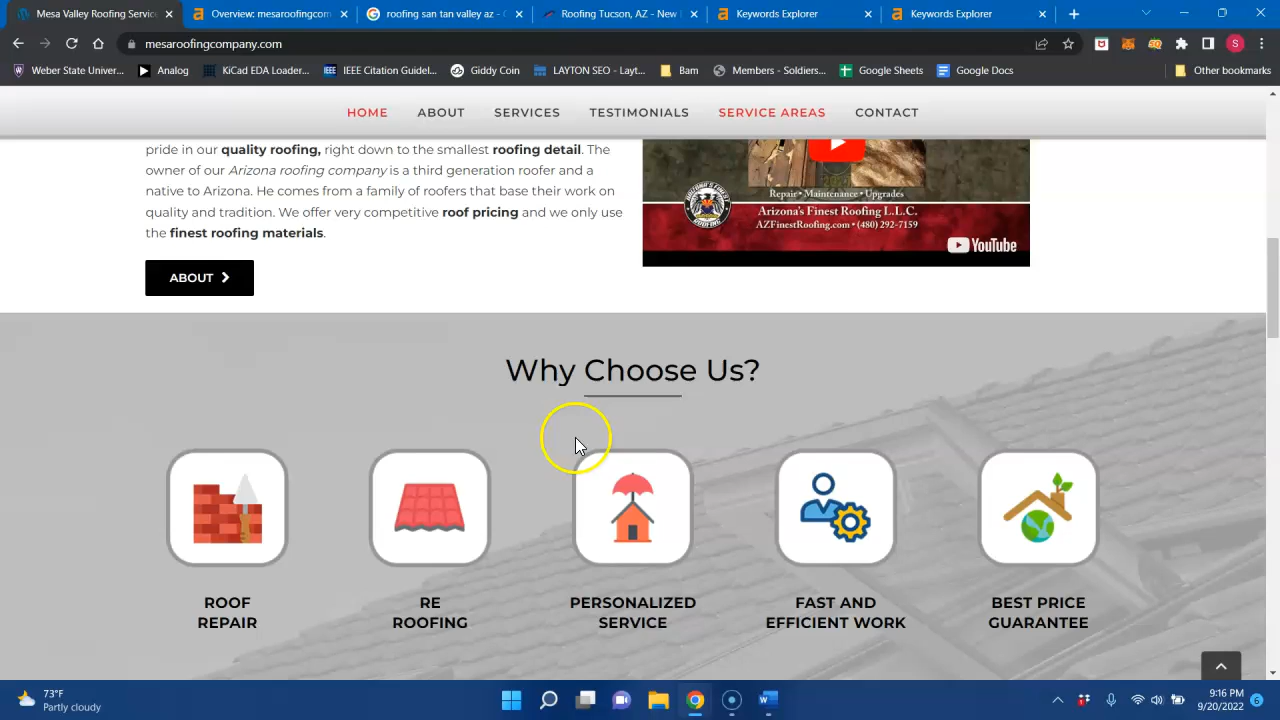 Mesa Valley Roofing Service
Overview: mesaroofingcom
roofing san tan valley az - G
Roofing Tucson, AZ - New
Keywords Explorer
Keywords Explorer
mesaroofingcompany.com
S
Weber State Univer...
Analog
KiCad EDA Loader...
IEEE Citation Guidel...
Giddy Coin
LAYTON SEO - Layt...
Bam
Members - Soldiers...
Google Sheets
Google Docs
Other bookmarks
HOME
ABOUT
SERVICES
TESTIMONIALS
SERVICE AREAS
CONTACT
pride in our quality roofing, right down to the smallest roofing detail. The
owner of our Arizona roofing company is a third generation roofer and a
native to Arizona. He comes from a family of roofers that base their work on
quality and tradition. We offer very competitive roof pricing and we only use
the finest roofing materials.
ABOUT
Repair • Maintenance • Upgrades
Arizona's Finest Roofing L.L.C.
AZFinestRoofing.com • (480) 292-7159
YouTube
Why Choose Us?
ROOF
REPAIR
RE
ROOFING
PERSONALIZED
SERVICE
FAST AND
EFFICIENT WORK
BEST PRICE
GUARANTEE
73°F
Partly cloudy
9:16 PM
9/20/2022
6